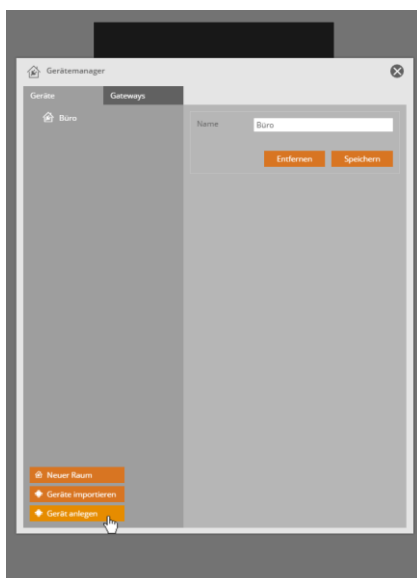 Gerätemanager
Geräte
Gateways
Büro
Name
Büro
Entfernen
Speichern
Neuer Raum
Geräte importieren
Gerät anlegen